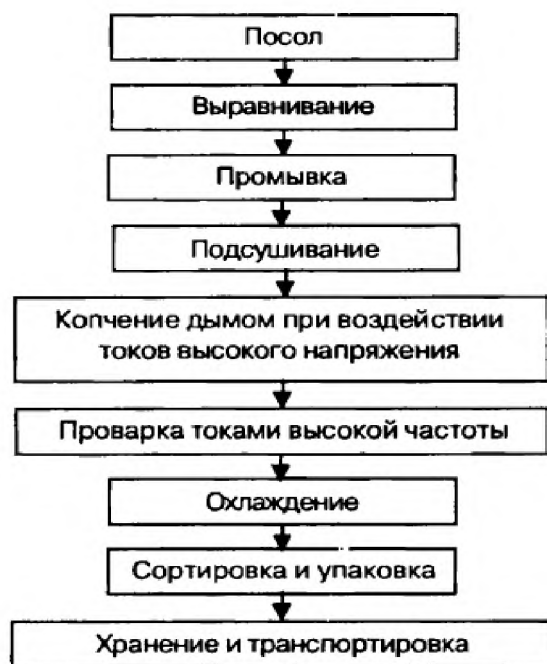 Посол
Выравнивание
Промывка
Подсушивание
Копчение дымом при воздействии
токов высокого напряжения
Проварка токами высокой частоты
Охлаждение
Сортировка и упаковка
Хранение и транспортировка